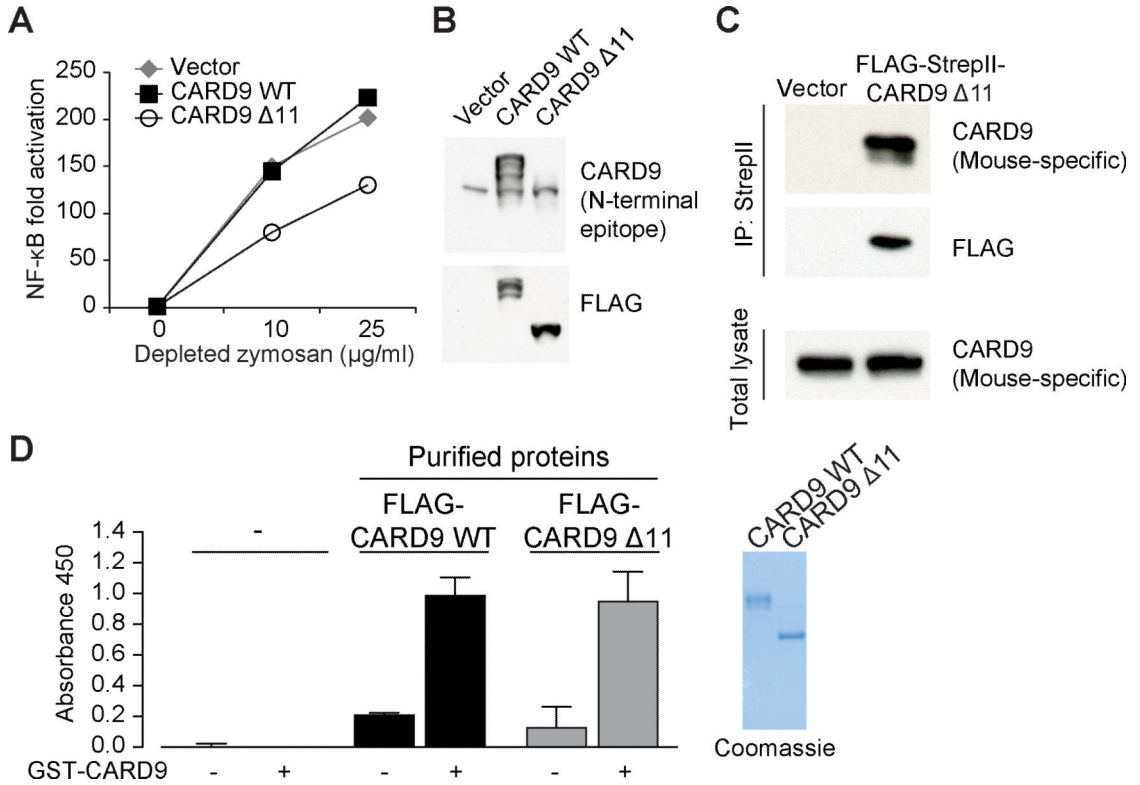 A
NF-κB fold activation
250
200
150
100
50
0
Vector
CARD9 WT
CARD9 Δ11
0 10 25
Depleted zymosan (μg/ml)
B
Vector
CARD9 WT
CARD9 Δ11
CARD9
(N-terminal
epitope)
FLAG
C
Vector
FLAG-StrepII-
CARD9 Δ11
IP: StrepII
CARD9
(Mouse-specific)
FLAG
Total lysate
CARD9
(Mouse-specific)
D
Purified proteins
-
FLAG-
CARD9 WT
FLAG-
CARD9 Δ11
Absorbance 450
1.4
1.2
1.0
0.8
0.6
0.4
0.2
0.0
GST-CARD9 - + - + - +
CARD9 WT
CARD9 Δ11
Coomassie